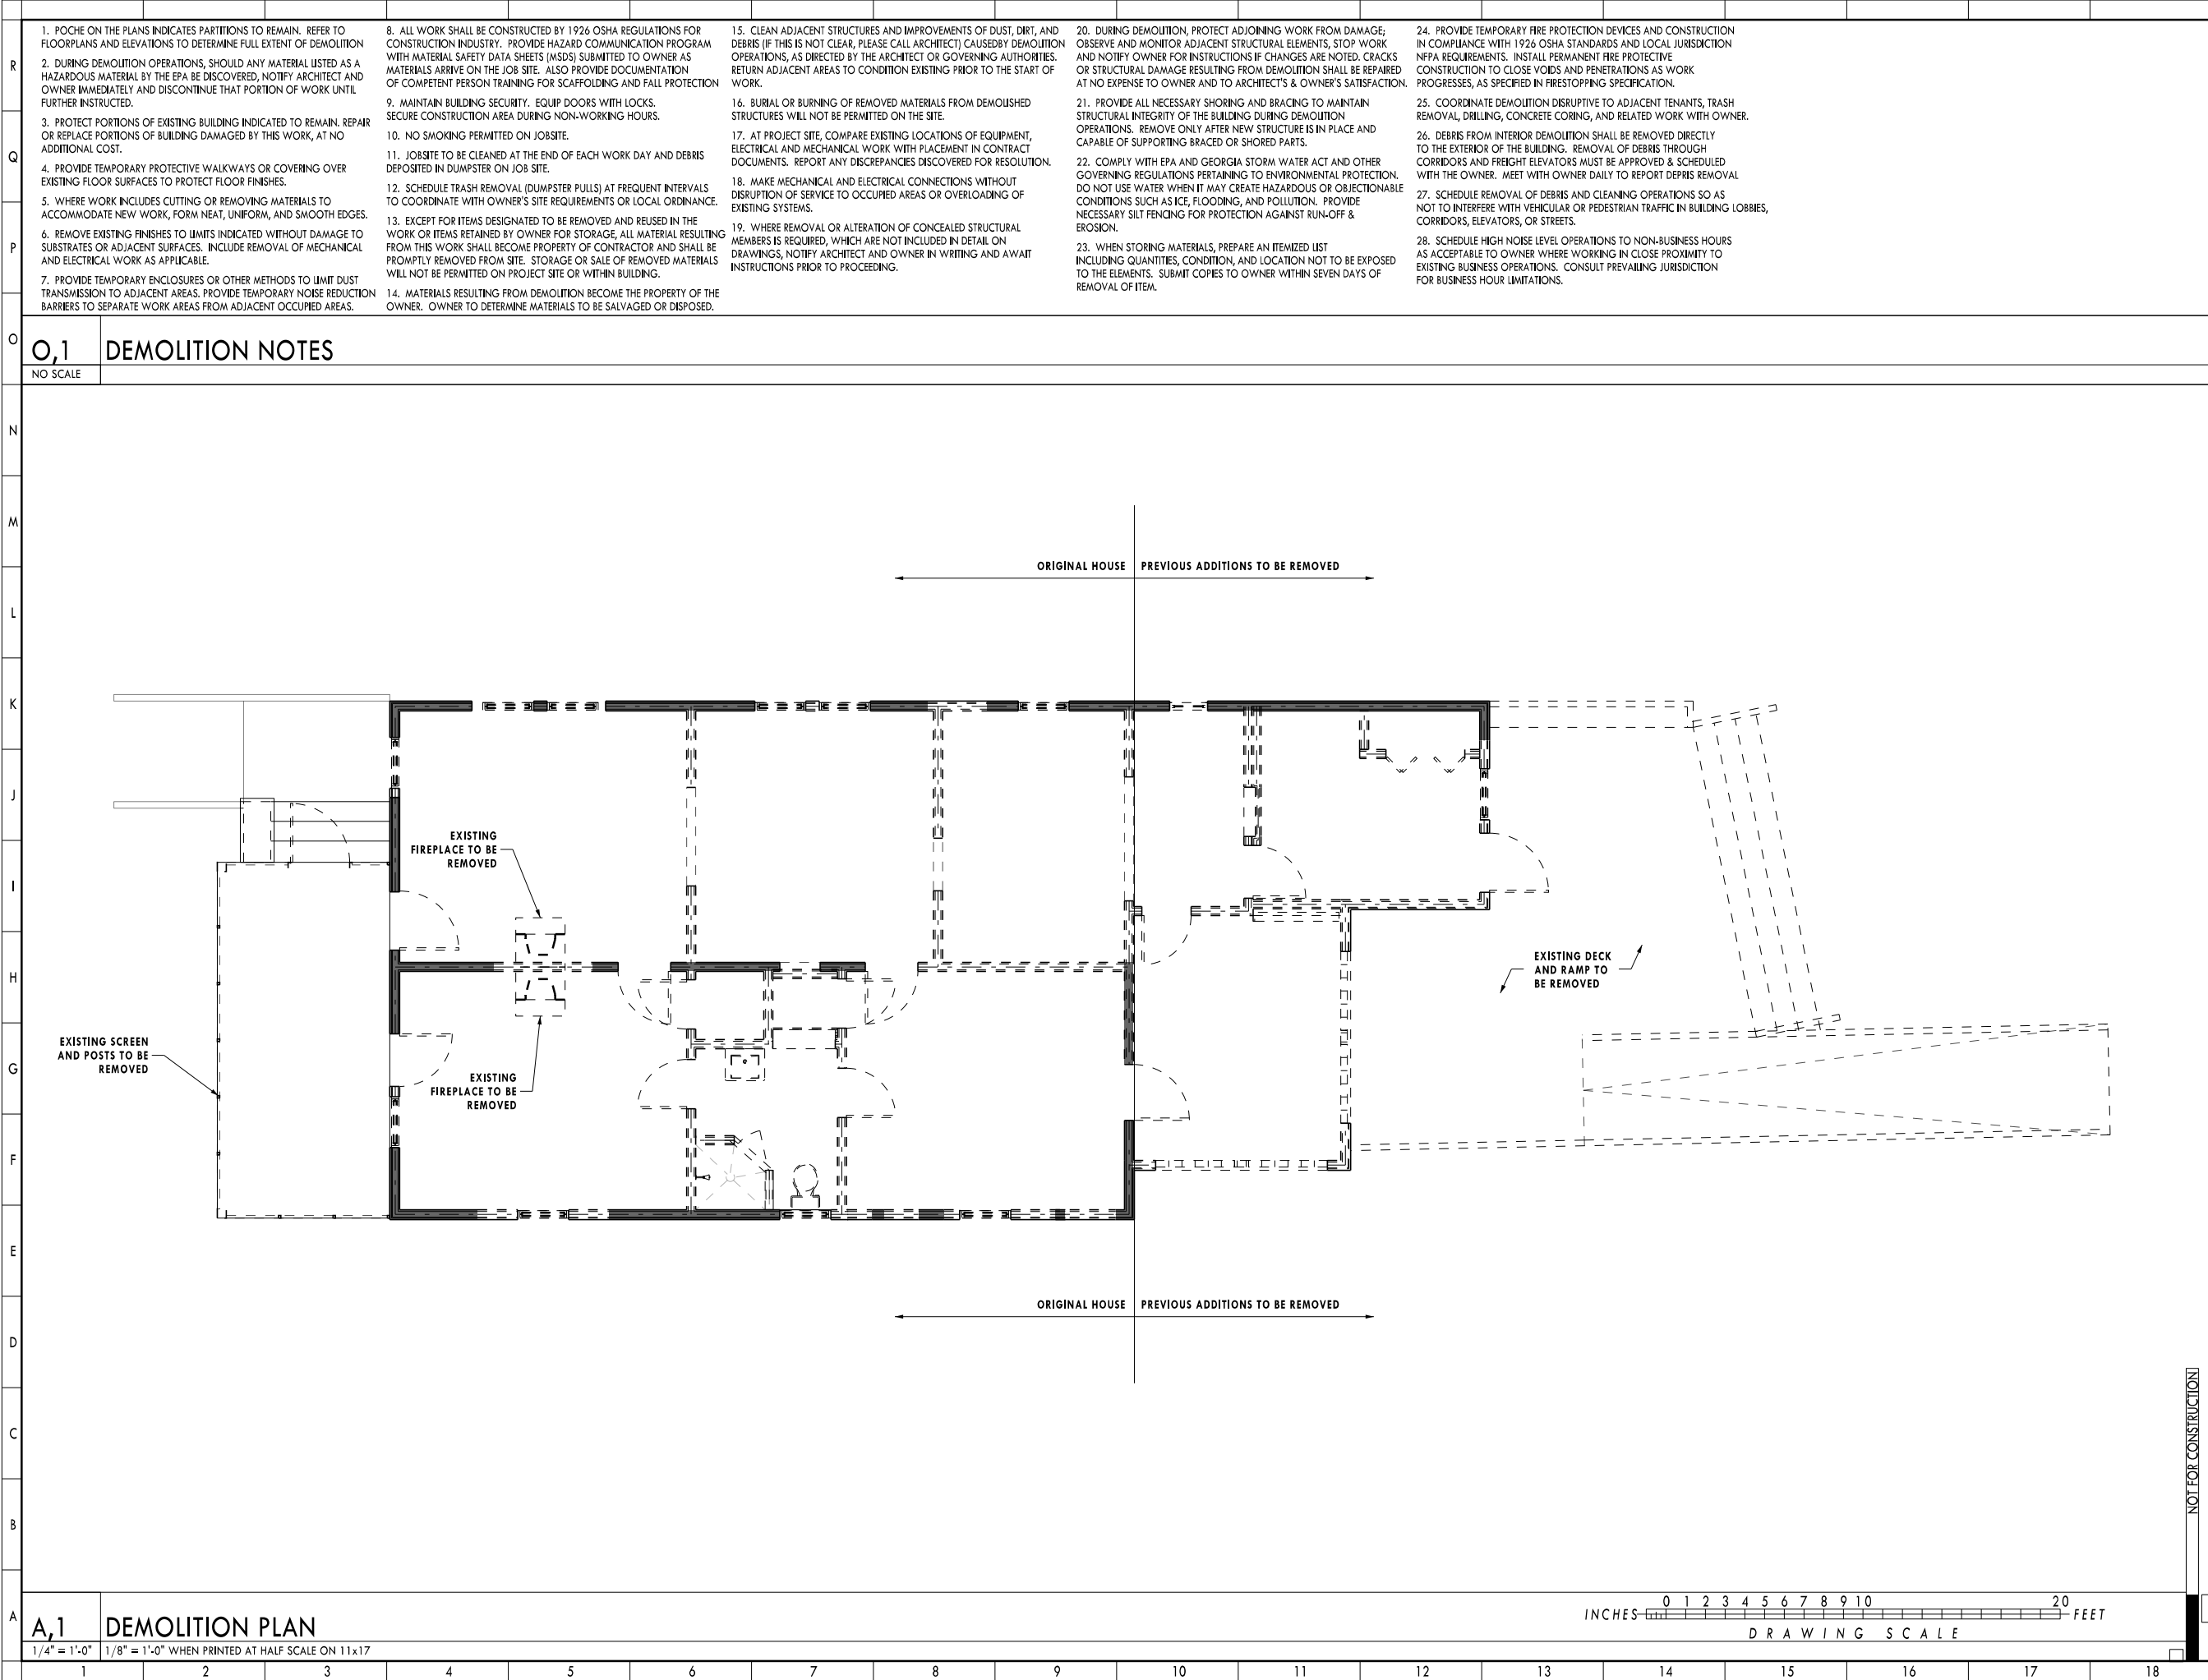 1. POCHE ON THE PLANS INDICATES PARTITIONS TO REMAIN. REFER TO
FLOORPLANS AND ELEVATIONS TO DETERMINE FULL EXTENT OF DEMOLITION
2. DURING DEMOLITION OPERATIONS, SHOULD ANY MATERIAL LISTED AS A
HAZARDOUS MATERIAL BY THE EPA BE DISCOVERED, NOTIFY ARCHITECT AND
OWNER IMMEDIATELY AND DISCONTINUE THAT PORTION OF WORK UNTIL
FURTHER INSTRUCTED.
3. PROTECT PORTIONS OF EXISTING BUILDING INDICATED TO REMAIN. REPAIR
OR REPLACE PORTIONS OF BUILDING DAMAGED BY THIS WORK, AT NO
ADDITIONAL COST.
4. PROVIDE TEMPORARY PROTECTIVE WALKWAYS OR COVERING OVER
EXISTING FLOOR SURFACES TO PROTECT FLOOR FINISHES.
5. WHERE WORK INCLUDES CUTTING OR REMOVING MATERIALS TO
ACCOMMODATE NEW WORK, FORM NEAT, UNIFORM, AND SMOOTH EDGES.
6. REMOVE EXISTING FINISHES TO LIMITS INDICATED WITHOUT DAMAGE TO
SUBSTRATES OR ADJACENT SURFACES. INCLUDE REMOVAL OF MECHANICAL
AND ELECTRICAL WORK AS APPLICABLE.
7. PROVIDE TEMPORARY ENCLOSURES OR OTHER METHODS TO LIMIT DUST
TRANSMISSION TO ADJACENT AREAS. PROVIDE TEMPORARY NOISE REDUCTION
BARRIERS TO SEPARATE WORK AREAS FROM ADJACENT OCCUPIED AREAS.
8. ALL WORK SHALL BE CONSTRUCTED BY 1926 OSHA REGULATIONS FOR
CONSTRUCTION INDUSTRY. PROVIDE HAZARD COMMUNICATION PROGRAM
WITH MATERIAL SAFETY DATA SHEETS (MSDS) SUBMITTED TO OWNER AS
MATERIALS ARRIVE ON THE JOB SITE. ALSO PROVIDE DOCUMENTATION
OF COMPETENT PERSON TRAINING FOR SCAFFOLDING AND FALL PROTECTION
9. MAINTAIN BUILDING SECURITY. EQUIP DOORS WITH LOCKS.
SECURE CONSTRUCTION AREA DURING NON-WORKING HOURS.
10. NO SMOKING PERMITTED ON JOBSITE.
11. JOBSITE TO BE CLEANED AT THE END OF EACH WORK DAY AND DEBRIS
DEPOSITED IN DUMPSTER ON JOB SITE.
12. SCHEDULE TRASH REMOVAL (DUMPSTER PULLS) AT FREQUENT INTERVALS
TO COORDINATE WITH OWNER'S SITE REQUIREMENTS OR LOCAL ORDINANCE.
13. EXCEPT FOR ITEMS DESIGNATED TO BE REMOVED AND REUSED IN THE
WORK OR ITEMS RETAINED BY OWNER FOR STORAGE, ALL MATERIAL RESULTING
FROM THIS WORK SHALL BECOME PROPERTY OF CONTRACTOR AND SHALL BE
PROMPTLY REMOVED FROM SITE. STORAGE OR SALE OF REMOVED MATERIALS
WILL NOT BE PERMITTED ON PROJECT SITE OR WITHIN BUILDING.
14. MATERIALS RESULTING FROM DEMOLITION BECOME THE PROPERTY OF THE
OWNER. OWNER TO DETERMINE MATERIALS TO BE SALVAGED OR DISPOSED.
15. CLEAN ADJACENT STRUCTURES AND IMPROVEMENTS OF DUST, DIRT, AND
DEBRIS (IF THIS IS NOT CLEAR, PLEASE CALL ARCHITECT) CAUSEDBY DEMOLITION
OPERATIONS, AS DIRECTED BY THE ARCHITECT OR GOVERNING AUTHORITIES.
RETURN ADJACENT AREAS TO CONDITION EXISTING PRIOR TO THE START OF
WORK.
16. BURIAL OR BURNING OF REMOVED MATERIALS FROM DEMOLISHED
STRUCTURES WILL NOT BE PERMITTED ON THE SITE.
17. AT PROJECT SITE, COMPARE EXISTING LOCATIONS OF EQUIPMENT,
ELECTRICAL AND MECHANICAL WORK WITH PLACEMENT IN CONTRACT
DOCUMENTS. REPORT ANY DISCREPANCIES DISCOVERED FOR RESOLUTION.
18. MAKE MECHANICAL AND ELECTRICAL CONNECTIONS WITHOUT
DISRUPTION OF SERVICE TO OCCUPIED AREAS OR OVERLOADING OF
EXISTING SYSTEMS.
19. WHERE REMOVAL OR ALTERATION OF CONCEALED STRUCTURAL
MEMBERS IS REQUIRED, WHICH ARE NOT INCLUDED IN DETAIL ON
DRAWINGS, NOTIFY ARCHITECT AND OWNER IN WRITING AND AWAIT
INSTRUCTIONS PRIOR TO PROCEEDING.
20. DURING DEMOLITION, PROTECT ADJOINING WORK FROM DAMAGE;
OBSERVE AND MONITOR ADJACENT STRUCTURAL ELEMENTS, STOP WORK
AND NOTIFY OWNER FOR INSTRUCTIONS IF CHANGES ARE NOTED. CRACKS
OR STRUCTURAL DAMAGE RESULTING FROM DEMOLITION SHALL BE REPAIRED
AT NO EXPENSE TO OWNER AND TO ARCHITECT'S & OWNER'S SATISFACTION.
21. PROVIDE ALL NECESSARY SHORING AND BRACING TO MAINTAIN
STRUCTURAL INTEGRITY OF THE BUILDING DURING DEMOLITION
OPERATIONS. REMOVE ONLY AFTER NEW STRUCTURE IS IN PLACE AND
CAPABLE OF SUPPORTING BRACED OR SHORED PARTS.
22. COMPLY WITH EPA AND GEORGIA STORM WATER ACT AND OTHER
GOVERNING REGULATIONS PERTAINING TO ENVIRONMENTAL PROTECTION.
DO NOT USE WATER WHEN IT MAY CREATE HAZARDOUS OR OBJECTIONABLE
CONDITIONS SUCH AS ICE, FLOODING, AND POLLUTION. PROVIDE
NECESSARY SILT FENCING FOR PROTECTION AGAINST RUN-OFF &
EROSION.
23. WHEN STORING MATERIALS, PREPARE AN ITEMIZED LIST
INCLUDING QUANTITIES, CONDITION, AND LOCATION NOT TO BE EXPOSED
TO THE ELEMENTS. SUBMIT COPIES TO OWNER WITHIN SEVEN DAYS OF
REMOVAL OF ITEM.
24. PROVIDE TEMPORARY FIRE PROTECTION DEVICES AND CONSTRUCTION
IN COMPLIANCE WITH 1926 OSHA STANDARDS AND LOCAL JURISDICTION
NFPA REQUIREMENTS. INSTALL PERMANENT FIRE PROTECTIVE
CONSTRUCTION TO CLOSE VOIDS AND PENETRATIONS AS WORK
PROGRESSES, AS SPECIFIED IN FIRESTOPPING SPECIFICATION.
25. COORDINATE DEMOLITION DISRUPTIVE TO ADJACENT TENANTS, TRASH
REMOVAL, DRILLING, CONCRETE CORING, AND RELATED WORK WITH OWNER.
26. DEBRIS FROM INTERIOR DEMOLITION SHALL BE REMOVED DIRECTLY
TO THE EXTERIOR OF THE BUILDING. REMOVAL OF DEBRIS THROUGH
CORRIDORS AND FREIGHT ELEVATORS MUST BE APPROVED & SCHEDULED
WITH THE OWNER. MEET WITH OWNER DAILY TO REPORT DEPRIS REMOVAL
27. SCHEDULE REMOVAL OF DEBRIS AND CLEANING OPERATIONS SO AS
NOT TO INTERFERE WITH VEHICULAR OR PEDESTRIAN TRAFFIC IN BUILDING LOBBIES,
CORRIDORS, ELEVATORS, OR STREETS.
28. SCHEDULE HIGH NOISE LEVEL OPERATIONS TO NON-BUSINESS HOURS
AS ACCEPTABLE TO OWNER WHERE WORKING IN CLOSE PROXIMITY TO
EXISTING BUSINESS OPERATIONS. CONSULT PREVAILING JURISDICTION
FOR BUSINESS HOUR LIMITATIONS.
R
Q
P
O
O,1 DEMOLITION NOTES
NO SCALE
N
M
L
K
J
I
H
G
F
E
D
C
B
A
ORIGINAL HOUSE PREVIOUS ADDITIONS TO BE REMOVED
EXISTING
FIREPLACE TO BE
REMOVED
EXISTING DECK
AND RAMP TO
BE REMOVED
EXISTING SCREEN
AND POSTS TO BE
REMOVED
EXISTING
FIREPLACE TO BE
REMOVED
ORIGINAL HOUSE PREVIOUS ADDITIONS TO BE REMOVED
NOT FOR CONSTRUCTION
A,1 DEMOLITION PLAN
1/4" = 1'-0" 1/8" = 1'-0" WHEN PRINTED AT HALF SCALE ON 11x17
0 1 2 3 4 5 6 7 8 9 10 20
INCHES FEET
DRAWING SCALE
1 2 3 4 5 6 7 8 9 10 11 12 13 14 15 16 17 18